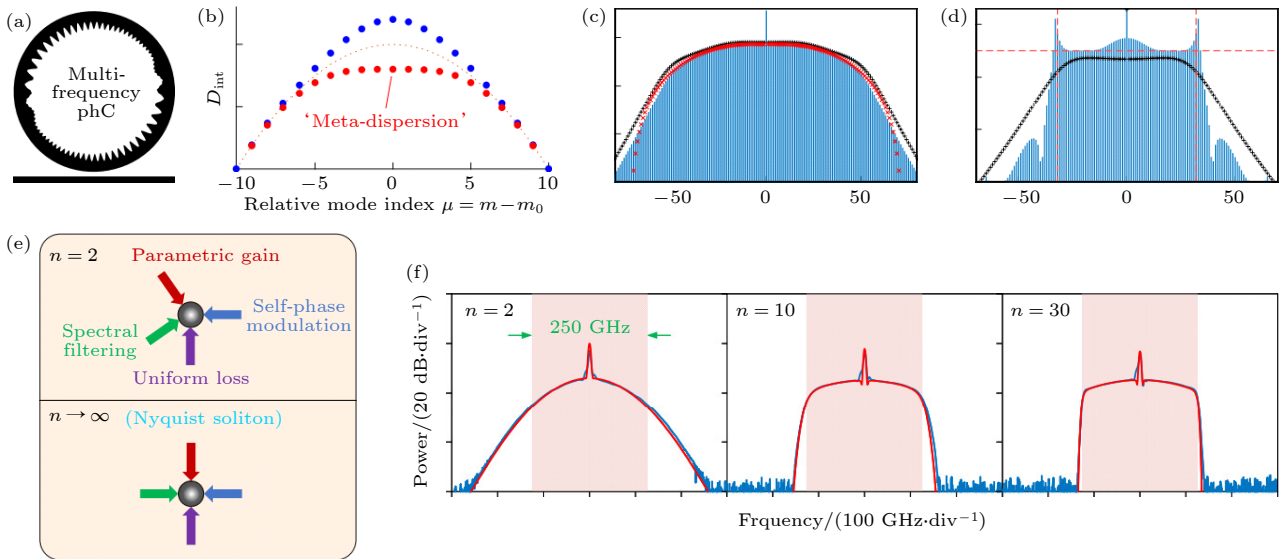 (a)
Multi-
frequency
phC
(b)
D_int
'Meta-dispersion'
−10 −5 0 5 10
Relative mode index μ = m−m₀
(c)
−50 0 50
(d)
−50 0 50
(e)
n = 2
Parametric gain
Self-phase
modulation
Spectral
filtering
Uniform loss
n → ∞ (Nyquist soliton)
(f)
n = 2 n = 10 n = 30
250 GHz
Power/(20 dB·div⁻¹)
Frquency/(100 GHz·div⁻¹)